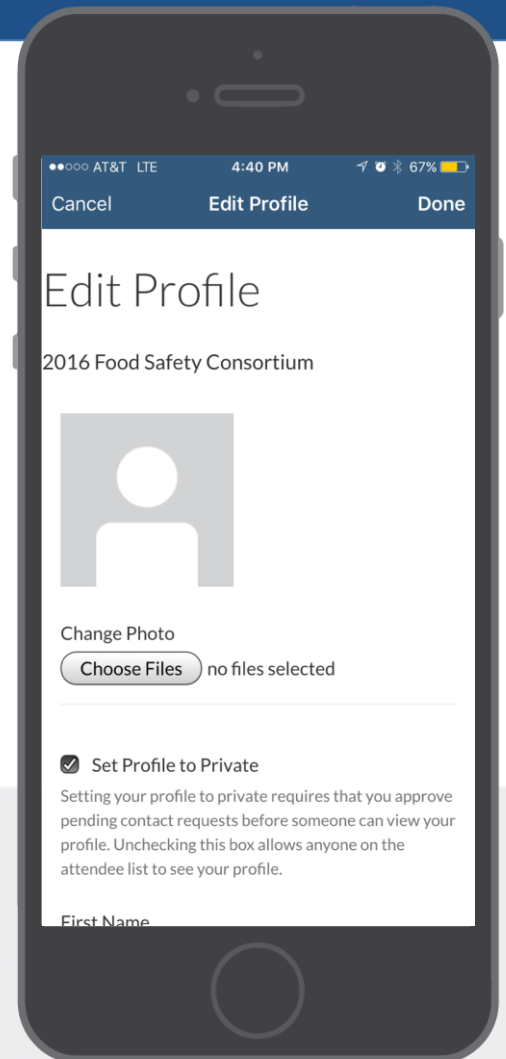 AT&T LTE 4:40 PM 67%
Cancel Edit Profile Done
Edit Profile
2016 Food Safety Consortium
Change Photo
Choose Files no files selected
Set Profile to Private
Setting your profile to private requires that you approve
pending contact requests before someone can view your
profile. Unchecking this box allows anyone on the
attendee list to see your profile.
First Name